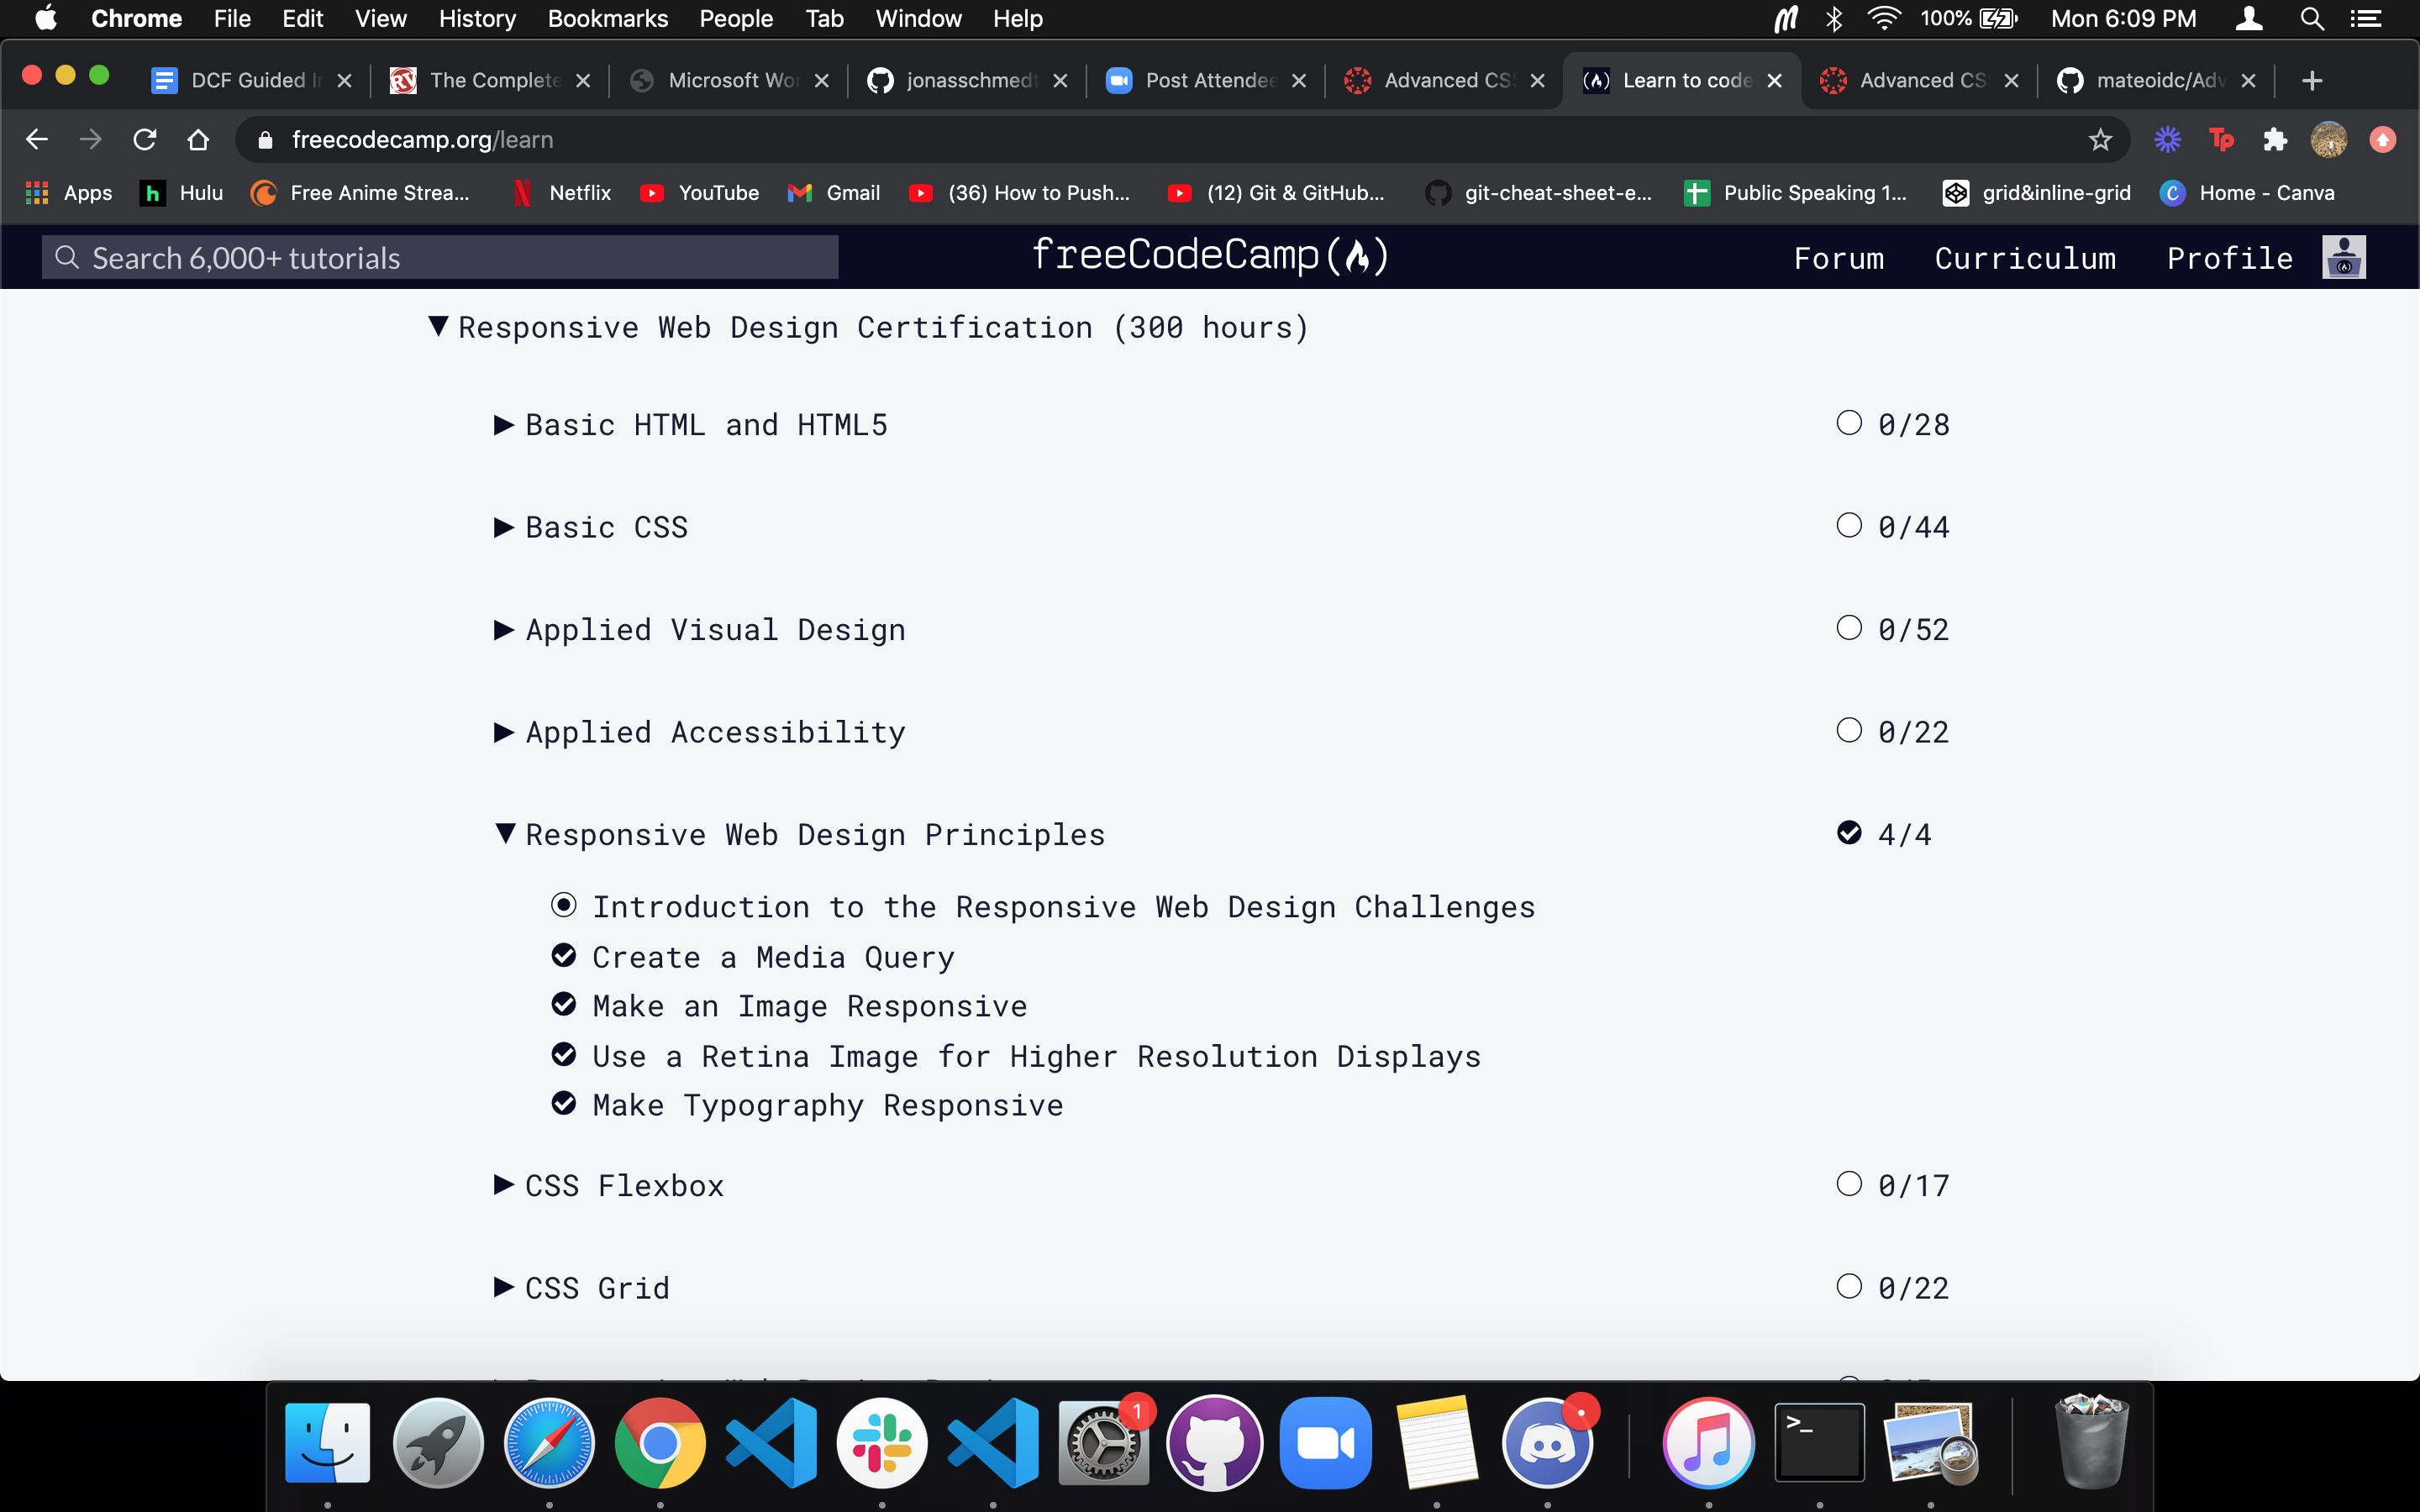 Chrome File Edit View History Bookmarks People Tab Window Help 100% Mon 6:09 PM
DCF Guided RV The Complete Microsoft Wo jonasschmed Post Attendee Advanced CS Learn to code Advanced CS mateoidc/Adv
freecodecamp.org/learn Tp
Apps h Hulu Free Anime Strea... Netflix YouTube Gmail (36) How to Push... (12) Git & GitHub... git-cheat-sheet-e... Public Speaking 1... grid&inline-grid C Home - Canva
Search 6,000+ tutorials freeCodeCamp Forum Curriculum Profile
Responsive Web Design Certification (300 hours)
Basic HTML and HTML5 0/28
Basic CSS 0/44
Applied Visual Design 0/52
Applied Accessibility 0/22
Responsive Web Design Principles 4/4
Introduction to the Responsive Web Design Challenges
Create a Media Query
Make an Image Responsive
Use a Retina Image for Higher Resolution Displays
Make Typography Responsive
CSS Flexbox 0/17
CSS Grid 0/22
1
>_